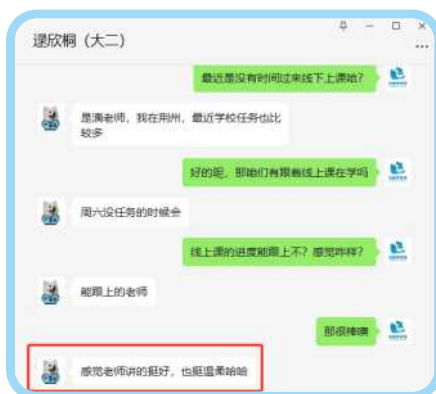 逯欣桐（大二）
最近是没有时间过来线下上课哈？
是滴老师，我在荆州，最近学校任务也比
较多
好的呢，那咱们有跟着线上课在学吗
周六没任务的时候会
线上课的进度能跟上不？感觉咋样？
能跟上的老师
那很棒噢
感觉老师讲的挺好，也挺温柔哈哈